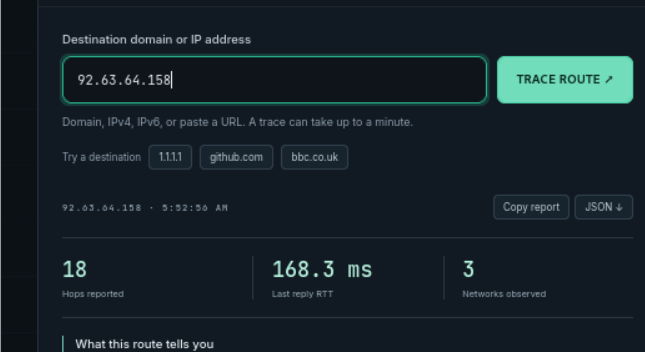 Destination domain or IP address
92.63.64.158
TRACE ROUTE ↗
Domain, IPv4, IPv6, or paste a URL. A trace can take up to a minute.
Try a destination 1.1.1.1 github.com bbc.co.uk
92.63.64.158 · 5:52:56 AM Copy report JSON ↓
18 168.3 ms 3
Hops reported Last reply RTT Networks observed
What this route tells you